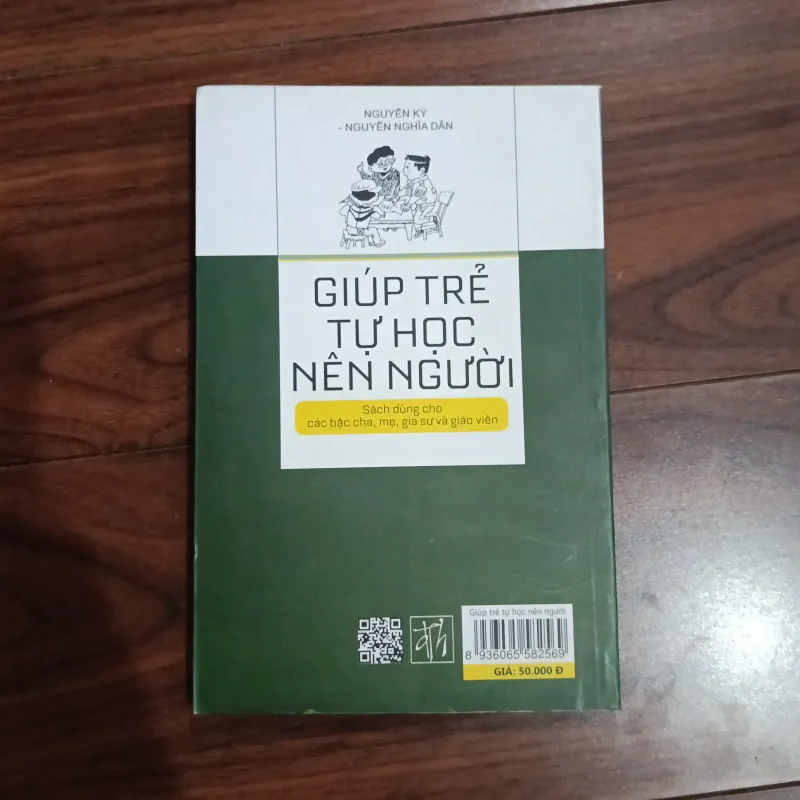 NGUYÊN KỲ
- NGUYỄN NGHĨA DÂN
GIÚP TRẺ
TỰ HỌC
NÊN NGƯỜI
Sách dùng cho
các bậc cha, mẹ, gia sư và giáo viên
Giúp trẻ tự học nên người
8 936065 582569
GIÁ: 50.000 Đ